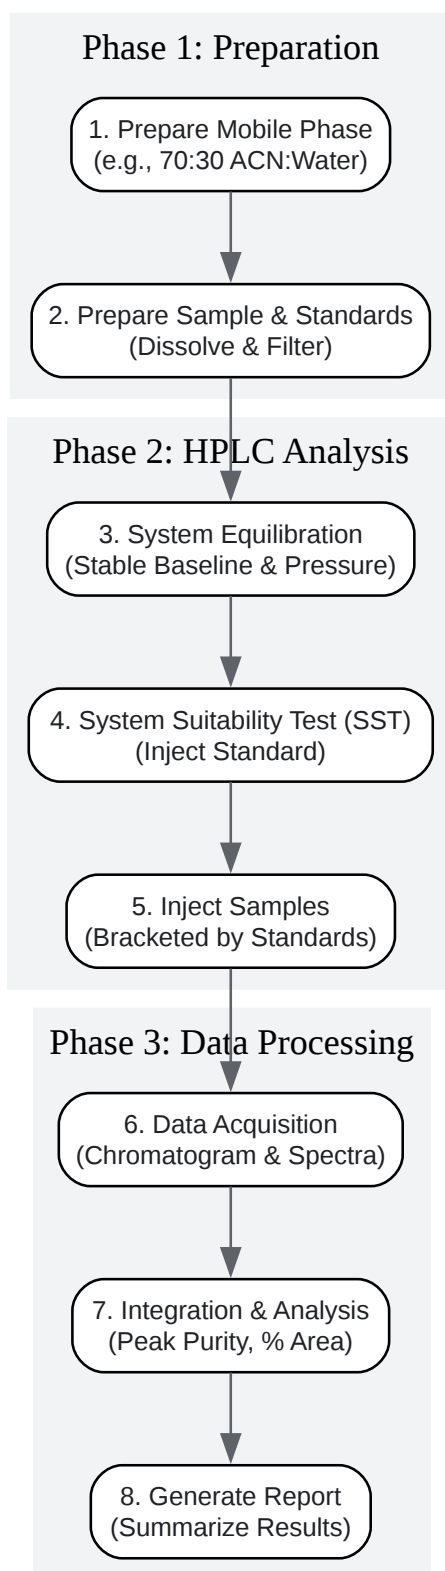 Phase 1: Preparation
1. Prepare Mobile Phase
(e.g., 70:30 ACN:Water)
2. Prepare Sample & Standards
(Dissolve & Filter)
Phase 2: HPLC Analysis
3. System Equilibration
(Stable Baseline & Pressure)
4. System Suitability Test (SST)
(Inject Standard)
5. Inject Samples
(Bracketed by Standards)
Phase 3: Data Processing
6. Data Acquisition
(Chromatogram & Spectra)
7. Integration & Analysis
(Peak Purity, % Area)
8. Generate Report
(Summarize Results)